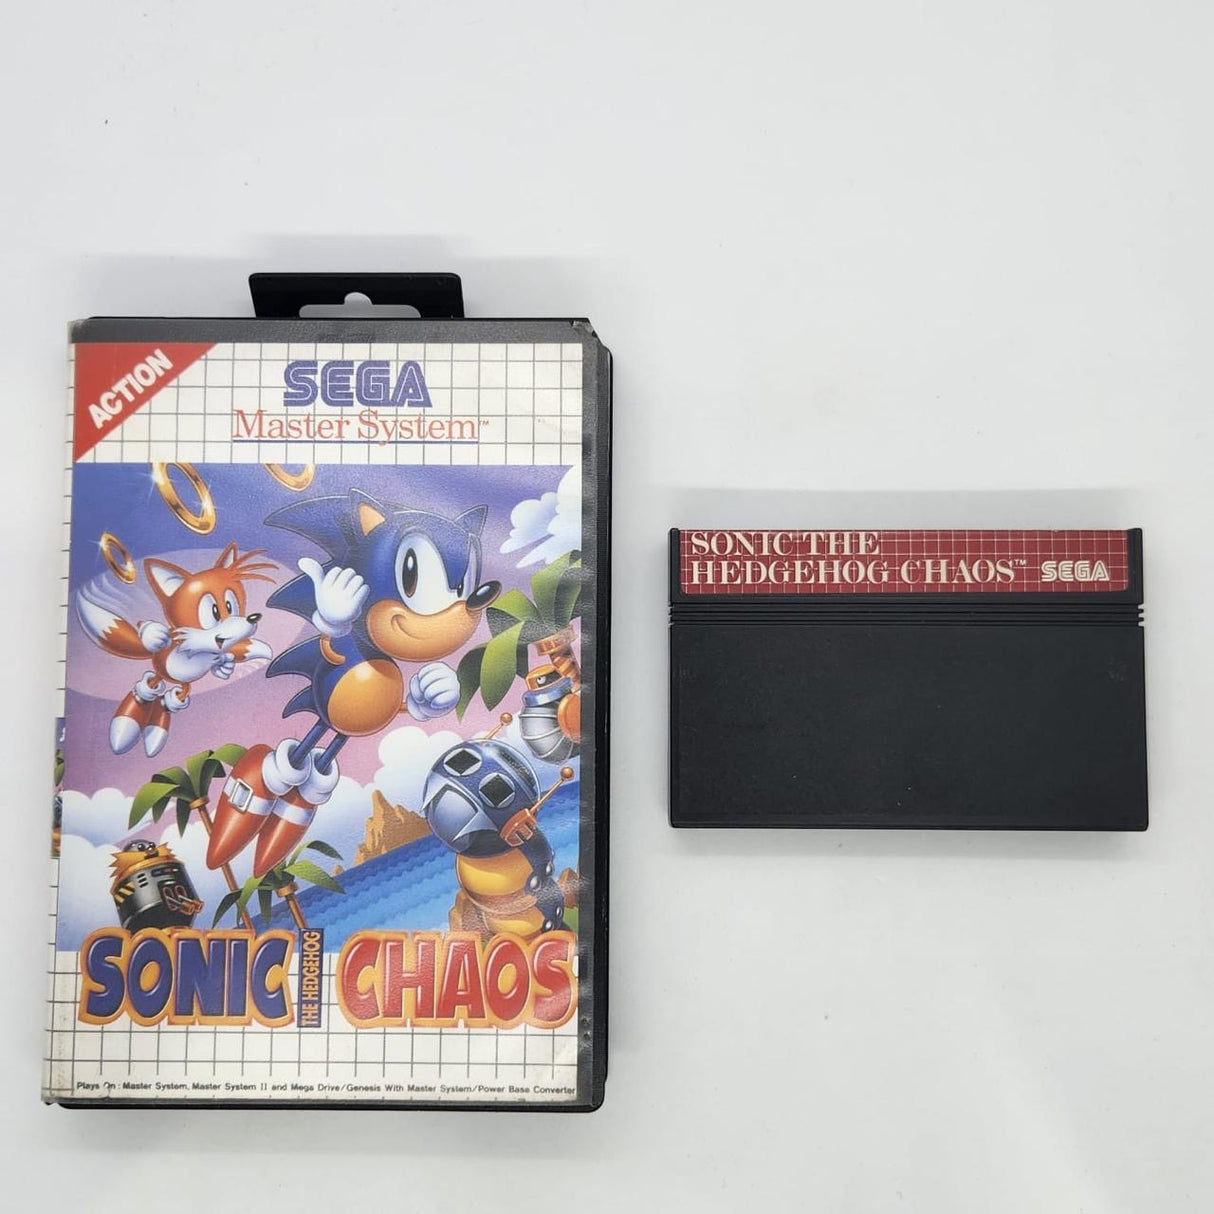 ACTION
SEGA
Master System™
SONIC THE HEDGEHOG CHAOS
Plays On : Master System, Master System II and Mega Drive/Genesis With Master System/Power Base Converter
SONIC™ THE
HEDGEHOG CHAOS™ SEGA